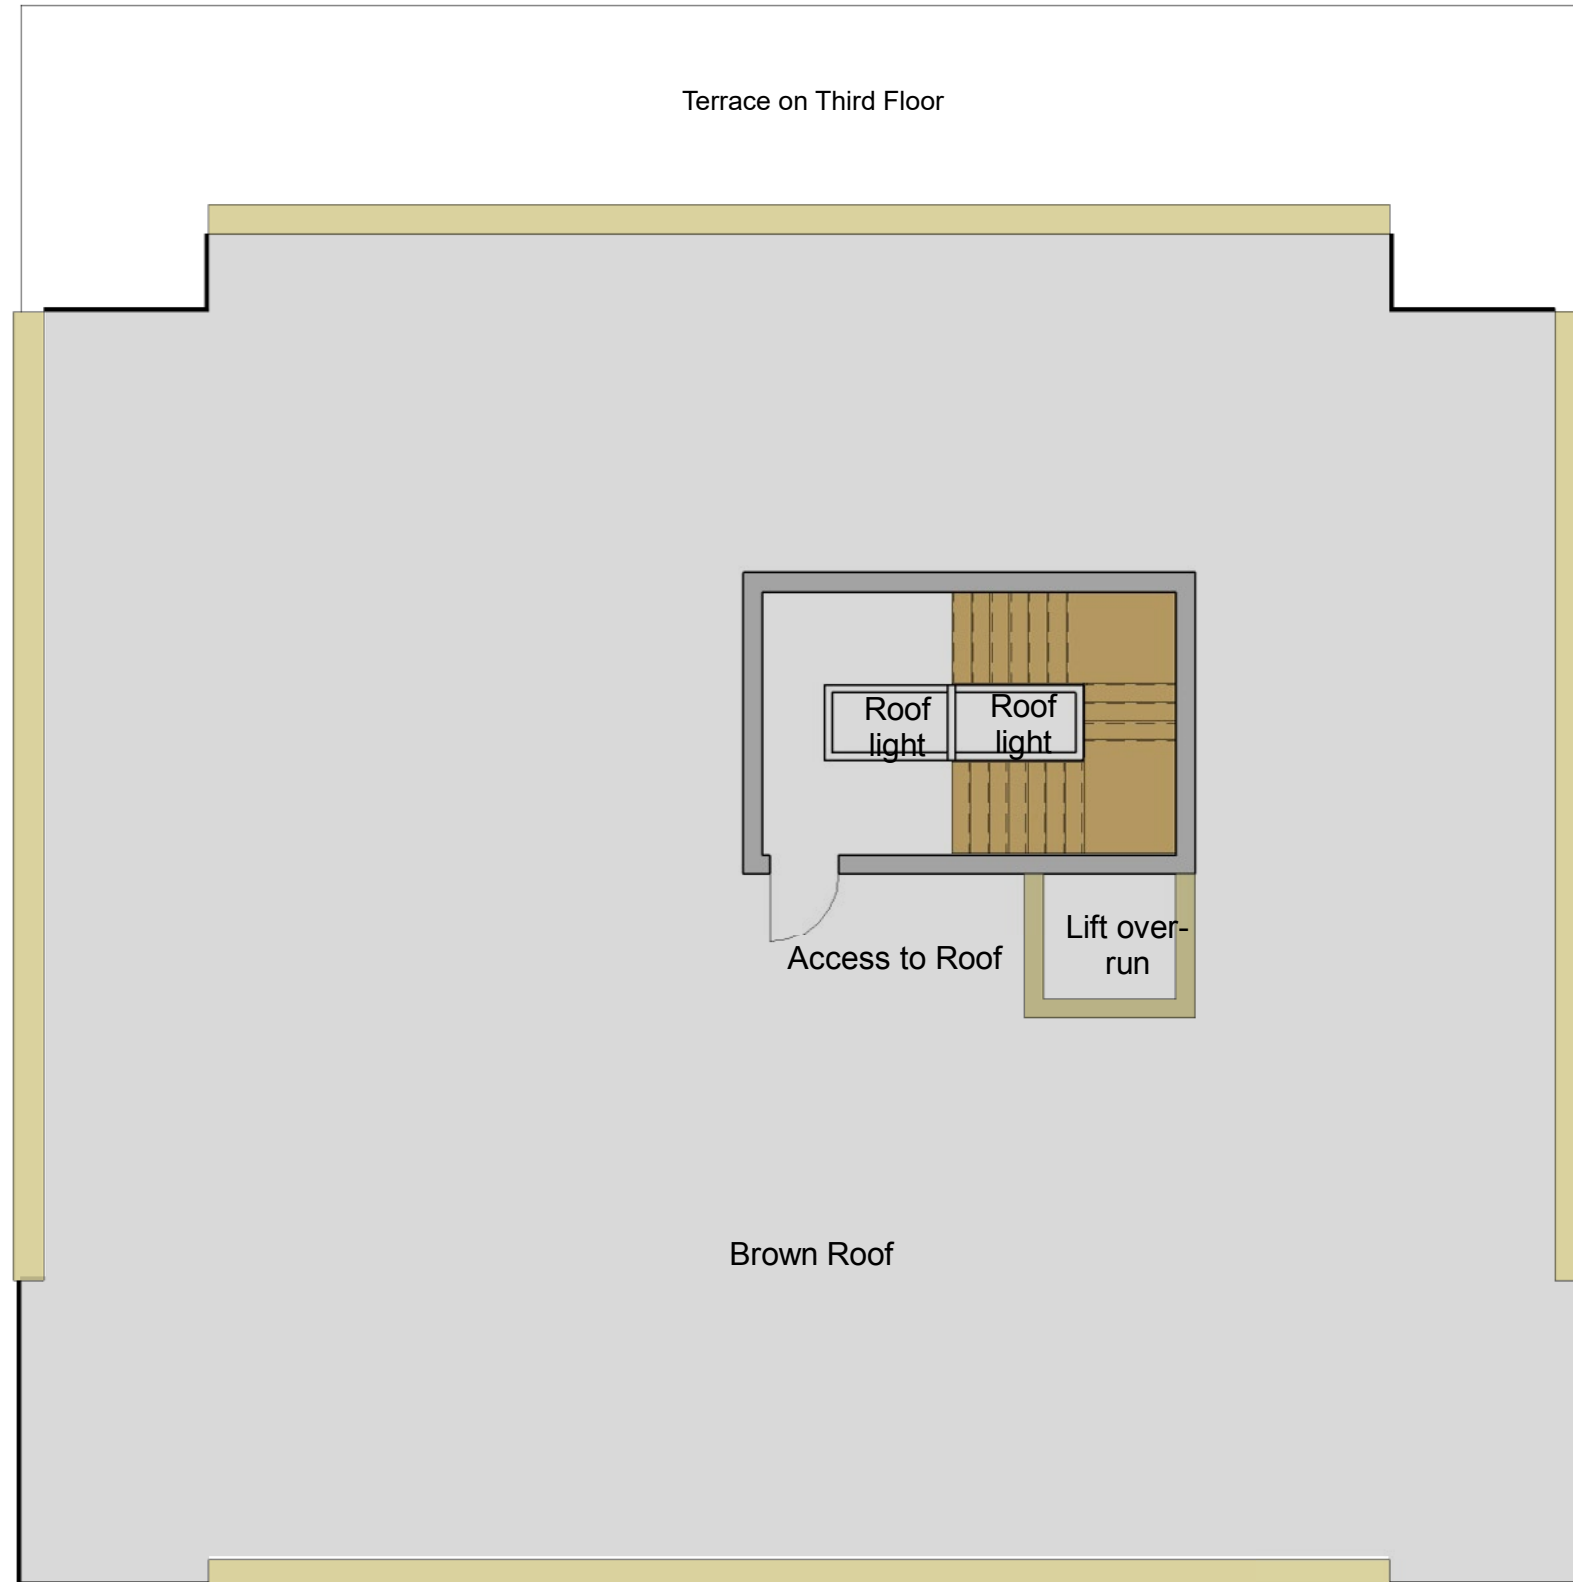 Terrace on Third Floor
Roof
light
Roof
light
Lift over-
run
Access to Roof
Brown Roof